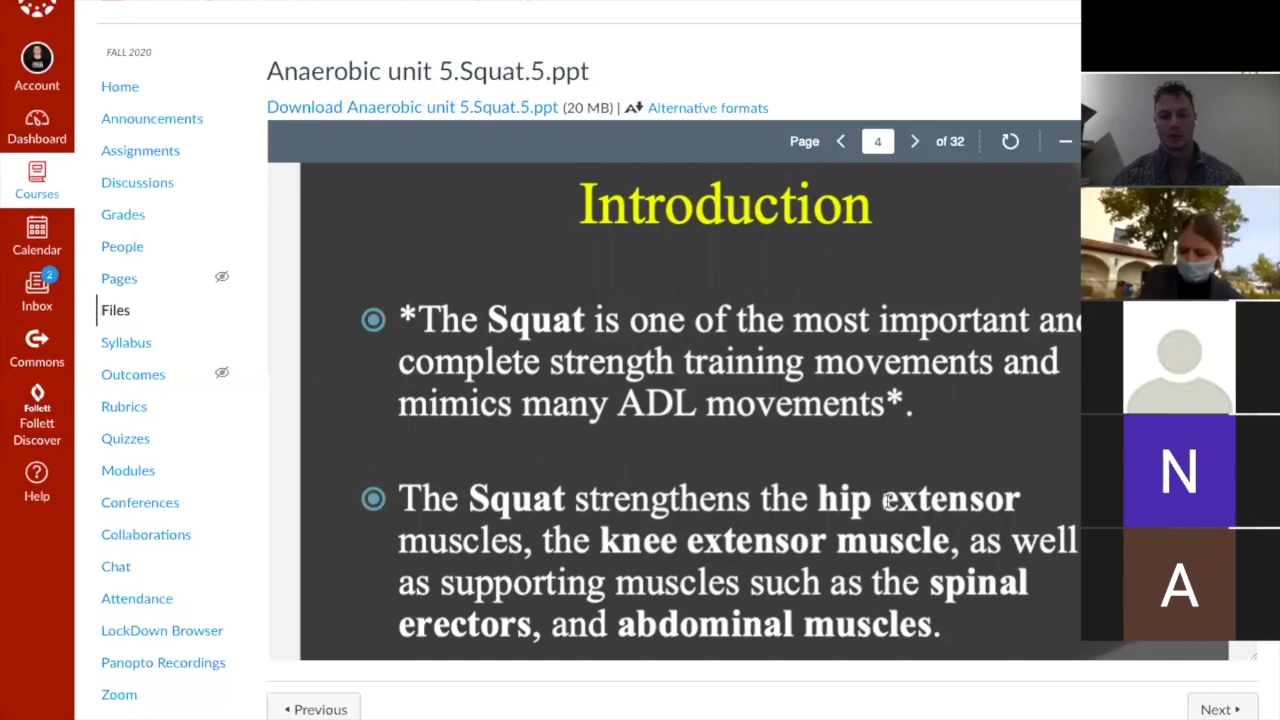 FALL 2020
Account
Dashboard
Courses
Calendar
2
Inbox
Commons
Follett
Follett
Discover
Help
Home
Announcements
Assignments
Discussions
Grades
People
Pages
Files
Syllabus
Outcomes
Rubrics
Quizzes
Modules
Conferences
Collaborations
Chat
Attendance
LockDown Browser
Panopto Recordings
Zoom
Anaerobic unit 5.Squat.5.ppt
Download Anaerobic unit 5.Squat.5.ppt (20 MB) | Alternative formats
Page 4 of 32
Introduction
*The Squat is one of the most important and
complete strength training movements and
mimics many ADL movements*.
The Squat strengthens the hip extensor
muscles, the knee extensor muscle, as well
as supporting muscles such as the spinal
erectors, and abdominal muscles.
Previous
Next
N
A